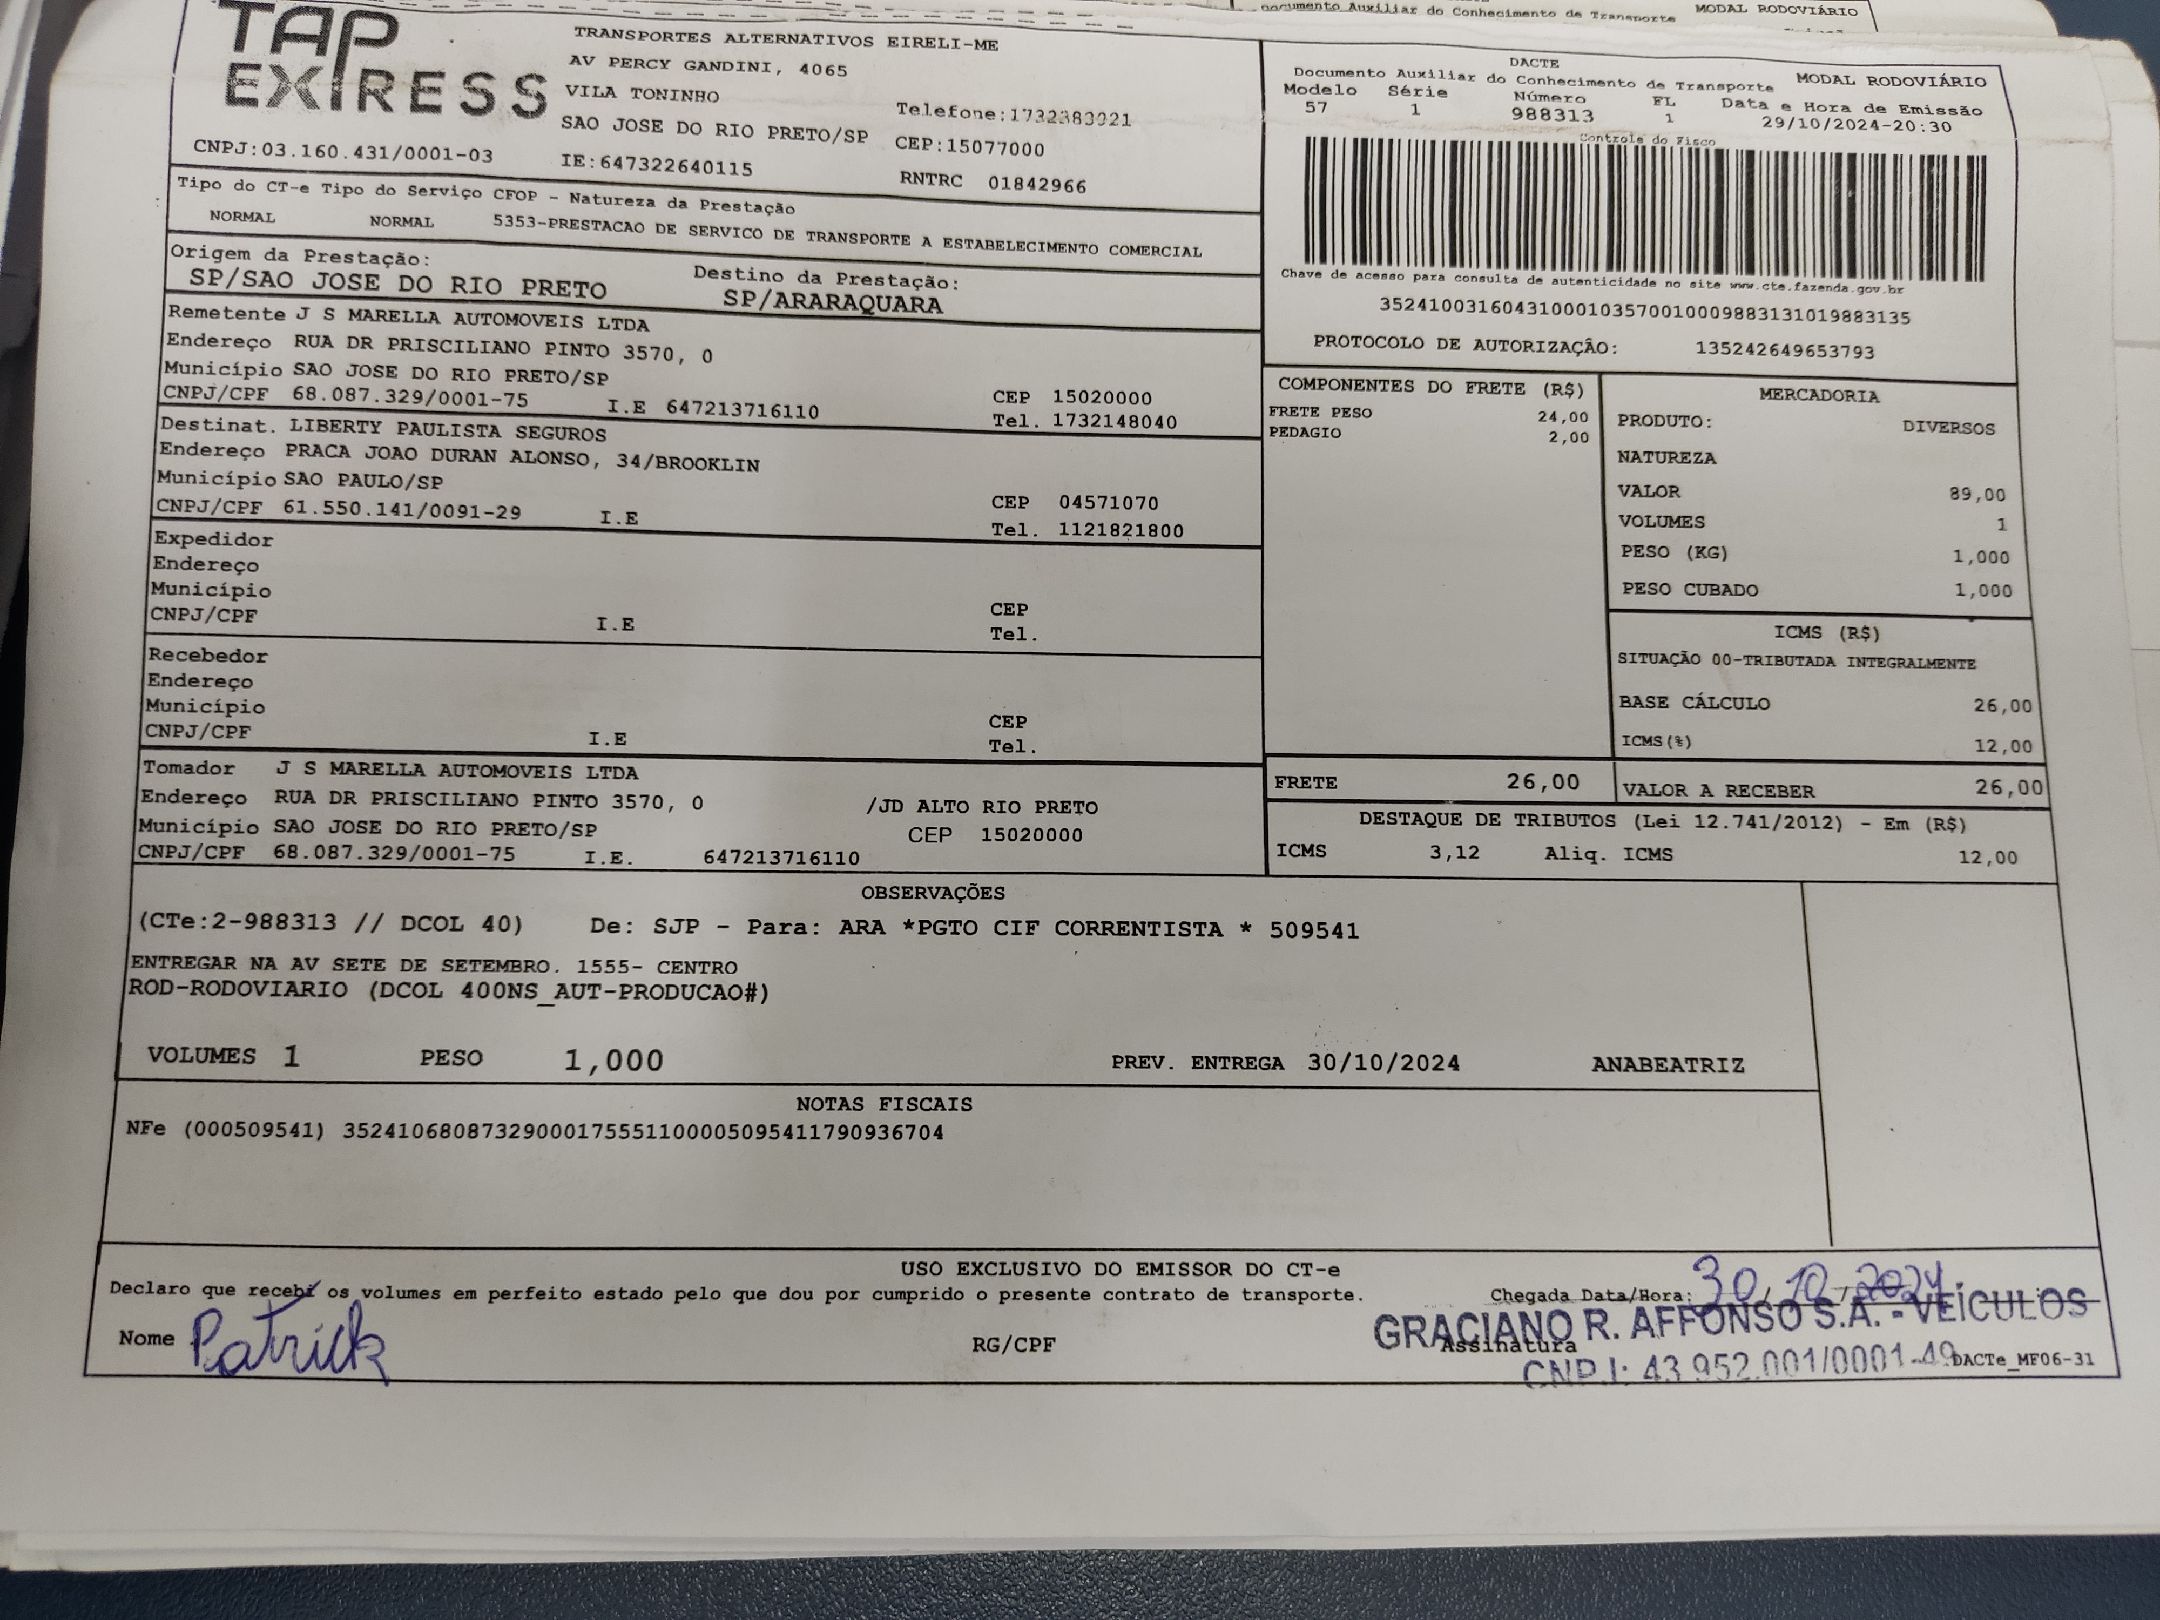 Documento Auxiliar do Conhecimento de Transporte MODAL RODOVIÁRIO
TAP EXPRESS
TRANSPORTES ALTERNATIVOS EIRELI-ME
AV PERCY GANDINI, 4065
VILA TONINHO
Telefone:1732383021
SAO JOSE DO RIO PRETO/SP CEP:15077000
CNPJ:03.160.431/0001-03 IE:647322640115 RNTRC 01842966
DACTE
Documento Auxiliar do Conhecimento de Transporte MODAL RODOVIÁRIO
Modelo Série Número FL Data e Hora de Emissão
57 1 988313 1 29/10/2024-20:30
Controle do Fisco
Chave de acesso para consulta de autenticidade no site www.cte.fazenda.gov.br
35241003160431000103570010009883131019883135
PROTOCOLO DE AUTORIZAÇÃO: 135242649653793
Tipo do CT-e Tipo do Serviço CFOP - Natureza da Prestação
NORMAL NORMAL 5353-PRESTACAO DE SERVICO DE TRANSPORTE A ESTABELECIMENTO COMERCIAL
Origem da Prestação: Destino da Prestação:
SP/SAO JOSE DO RIO PRETO SP/ARARAQUARA
Remetente J S MARELLA AUTOMOVEIS LTDA
Endereço RUA DR PRISCILIANO PINTO 3570, 0
Município SAO JOSE DO RIO PRETO/SP CEP 15020000
CNPJ/CPF 68.087.329/0001-75 I.E 647213716110 Tel. 1732148040
Destinat. LIBERTY PAULISTA SEGUROS
Endereço PRACA JOAO DURAN ALONSO, 34/BROOKLIN
Município SAO PAULO/SP CEP 04571070
CNPJ/CPF 61.550.141/0091-29 I.E Tel. 1121821800
Expedidor
Endereço
Município CEP
CNPJ/CPF I.E Tel.
Recebedor
Endereço
Município CEP
CNPJ/CPF I.E Tel.
Tomador J S MARELLA AUTOMOVEIS LTDA
Endereço RUA DR PRISCILIANO PINTO 3570, 0 /JD ALTO RIO PRETO
Município SAO JOSE DO RIO PRETO/SP CEP 15020000
CNPJ/CPF 68.087.329/0001-75 I.E. 647213716110
COMPONENTES DO FRETE (R$)
FRETE PESO 24,00
PEDAGIO 2,00
MERCADORIA
PRODUTO: DIVERSOS
NATUREZA
VALOR 89,00
VOLUMES 1
PESO (KG) 1,000
PESO CUBADO 1,000
ICMS (R$)
SITUAÇÃO 00-TRIBUTADA INTEGRALMENTE
BASE CÁLCULO 26,00
ICMS(%) 12,00
FRETE 26,00 VALOR A RECEBER 26,00
DESTAQUE DE TRIBUTOS (Lei 12.741/2012) - Em (R$)
ICMS 3,12 Aliq. ICMS 12,00
OBSERVAÇÕES
(CTe:2-988313 // DCOL 40) De: SJP - Para: ARA *PGTO CIF CORRENTISTA * 509541
ENTREGAR NA AV SETE DE SETEMBRO. 1555- CENTRO
ROD-RODOVIARIO (DCOL 400NS_AUT-PRODUCAO#)
VOLUMES 1 PESO 1,000 PREV. ENTREGA 30/10/2024 ANABEATRIZ
NOTAS FISCAIS
NFe (000509541) 35241068087329000175551100005095411790936704
USO EXCLUSIVO DO EMISSOR DO CT-e
Declaro que recebi os volumes em perfeito estado pelo que dou por cumprido o presente contrato de transporte. Chegada Data/Hora: 30/10/2024
GRACIANO R. AFFONSO S.A. - VEÍCULOS
Nome Patrick RG/CPF Assinatura
CNPJ: 43.952.001/0001-49 DACTe_MF06-31